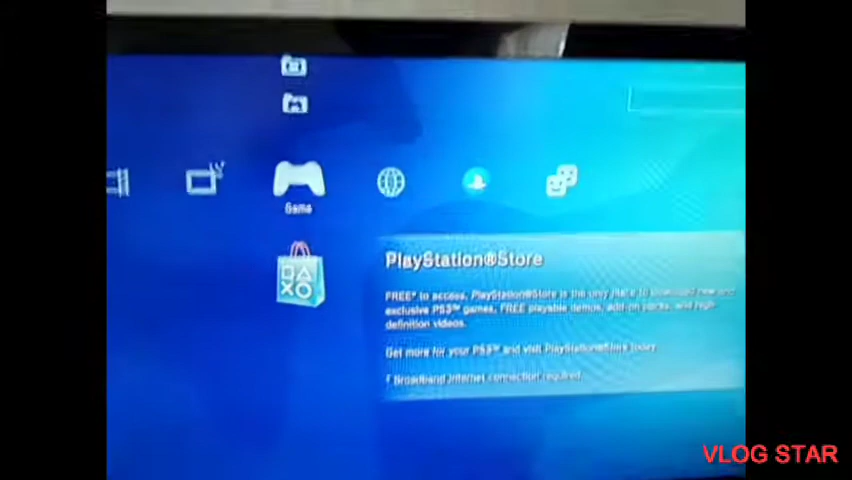 Game
PlayStation®Store
FREE* to access, PlayStation®Store is the only place to download new and
exclusive PS3™ games, FREE playable demos, add-on packs, and high-
definition videos.
Get more for your PS3™ and visit PlayStation®Store today.
* Broadband Internet connection required.
VLOG STAR